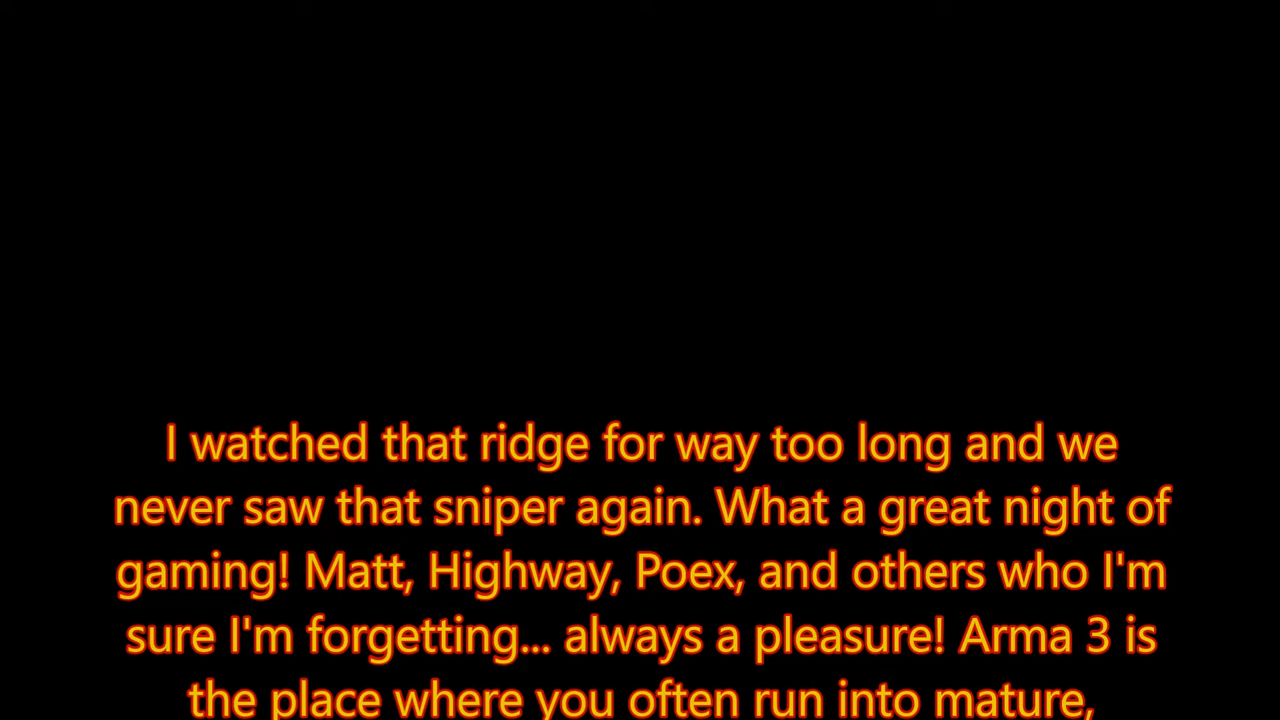 I watched that ridge for way too long and we
never saw that sniper again. What a great night of
gaming! Matt, Highway, Poex, and others who I'm
sure I'm forgetting... always a pleasure! Arma 3 is
the place where you often run into mature,